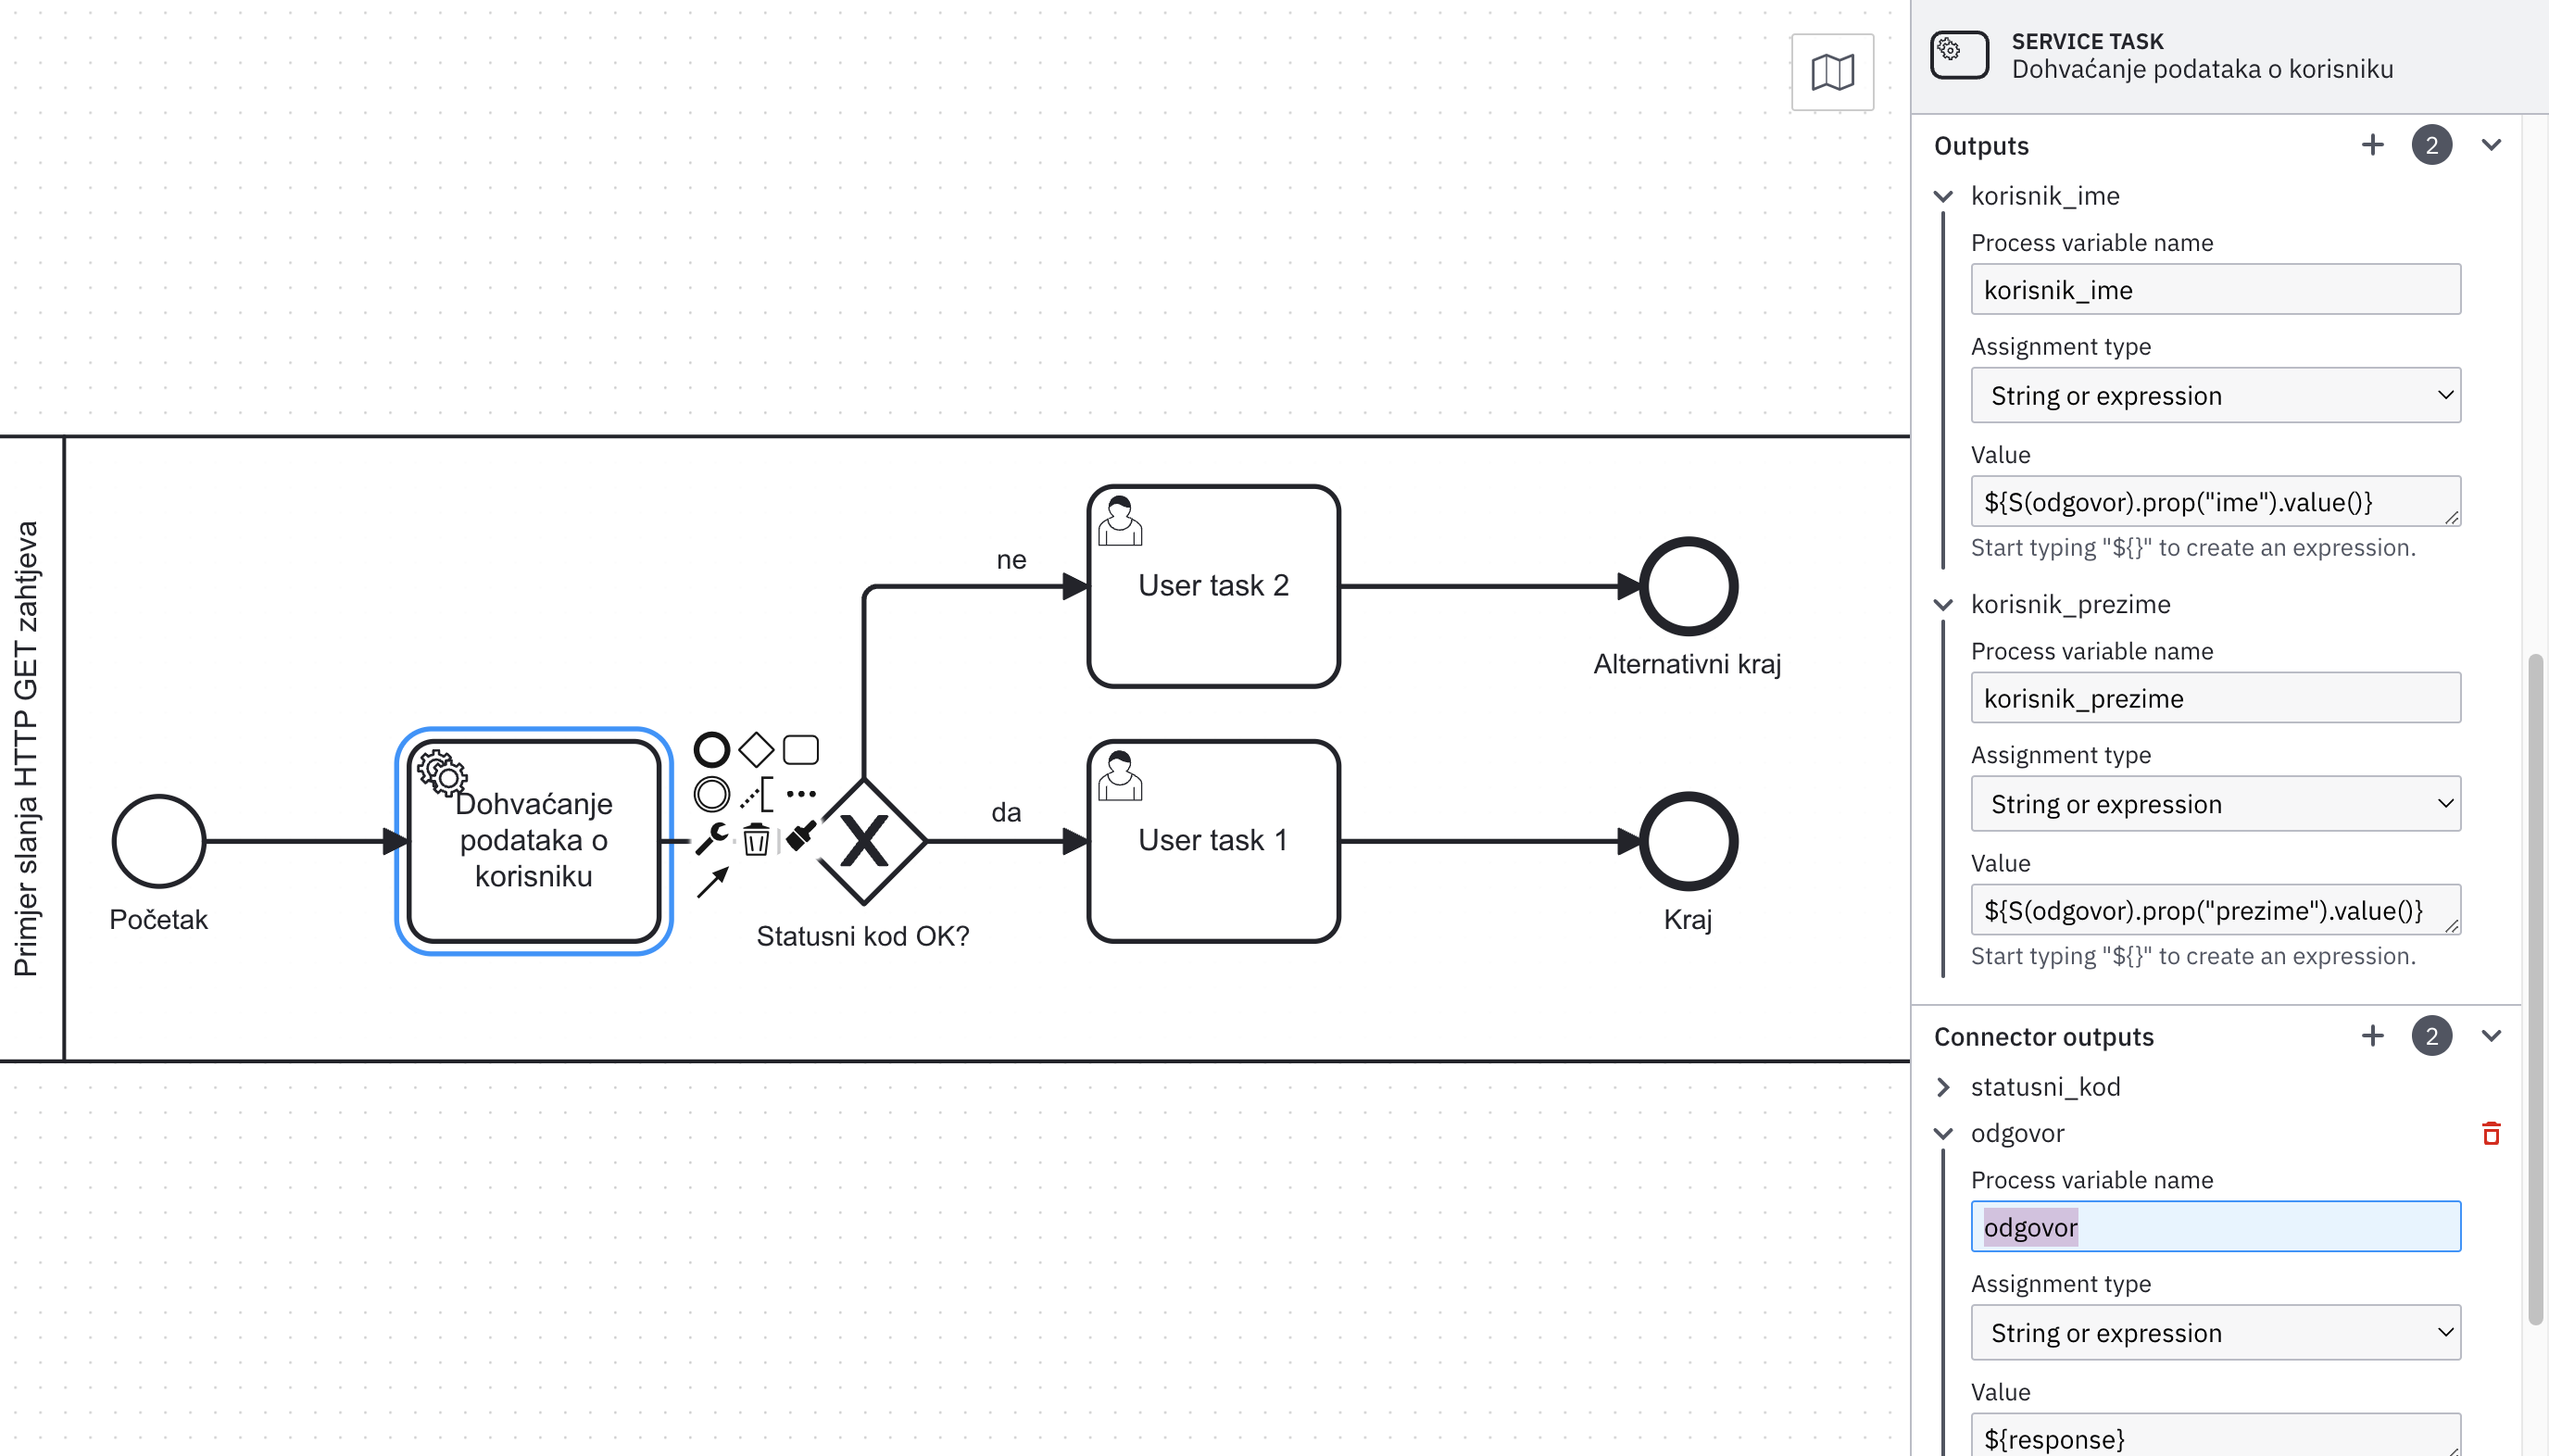 Primjer slanja HTTP GET zahtjeva
Početak
Dohvaćanje
podataka o
korisniku
Statusni kod OK?
ne
da
User task 2
User task 1
Alternativni kraj
Kraj
SERVICE TASK
Dohvaćanje podataka o korisniku
Outputs
2
korisnik_ime
Process variable name
korisnik_ime
Assignment type
String or expression
Value
${S(odgovor).prop("ime").value()}
Start typing "${}" to create an expression.
korisnik_prezime
Process variable name
korisnik_prezime
Assignment type
String or expression
Value
${S(odgovor).prop("prezime").value()}
Start typing "${}" to create an expression.
Connector outputs
2
statusni_kod
odgovor
Process variable name
odgovor
Assignment type
String or expression
Value
${response}